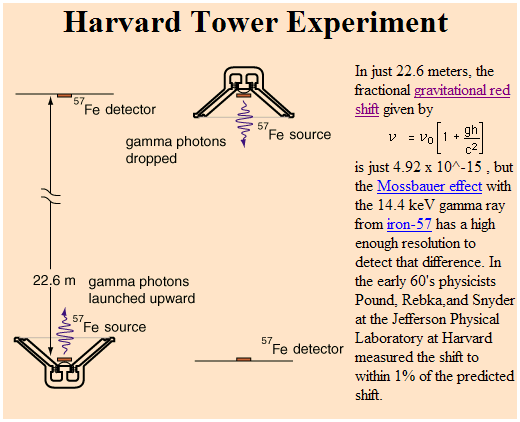 Harvard Tower Experiment
57Fe detector
gamma photons
dropped
57Fe source
22.6 m
gamma photons
launched upward
57Fe source
57Fe detector
In just 22.6 meters, the
fractional gravitational red
shift given by
ν = ν0[1 + gh/c2]
is just 4.92 x 10^-15 , but
the Mossbauer effect with
the 14.4 keV gamma ray
from iron-57 has a high
enough resolution to
detect that difference. In
the early 60's physicists
Pound, Rebka,and Snyder
at the Jefferson Physical
Laboratory at Harvard
measured the shift to
within 1% of the predicted
shift.